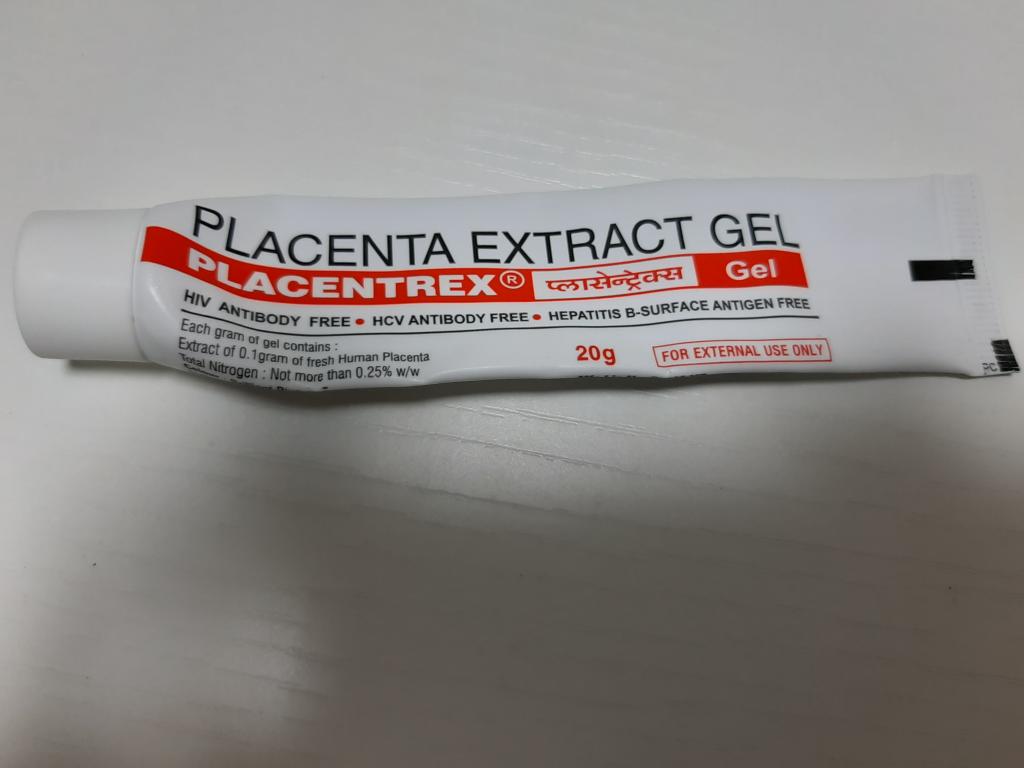 PLACENTA EXTRACT GEL
PLACENTREX® प्लासेन्ट्रेक्स Gel
HIV ANTIBODY FREE • HCV ANTIBODY FREE • HEPATITIS B-SURFACE ANTIGEN FREE
Each gram of gel contains :
Extract of 0.1gram of fresh Human Placenta
Total Nitrogen : Not more than 0.25% w/w
20g
FOR EXTERNAL USE ONLY
PC